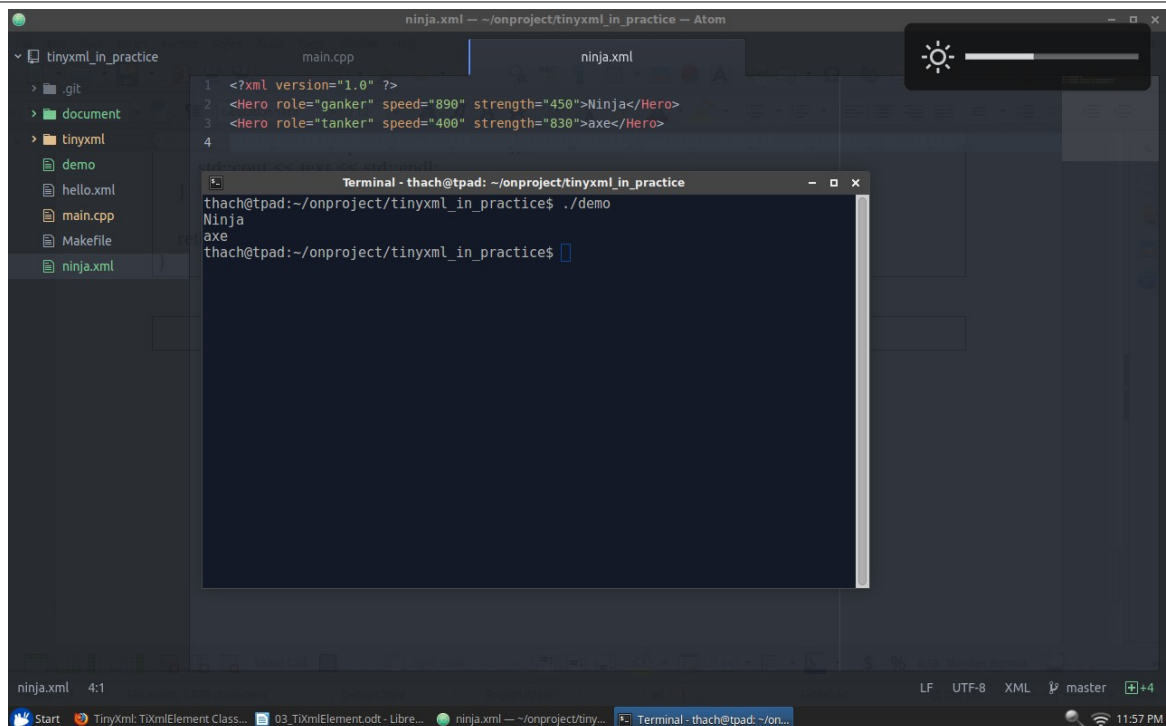 ninja.xml — ~/onproject/tinyxml_in_practice — Atom
tinyxml_in_practice
main.cpp
ninja.xml
.git
document
tinyxml
demo
hello.xml
main.cpp
Makefile
ninja.xml
1 <?xml version="1.0" ?>
2 <Hero role="ganker" speed="890" strength="450">Ninja</Hero>
3 <Hero role="tanker" speed="400" strength="830">axe</Hero>
4
Terminal - thach@tpad: ~/onproject/tinyxml_in_practice
thach@tpad:~/onproject/tinyxml_in_practice$ ./demo
Ninja
axe
thach@tpad:~/onproject/tinyxml_in_practice$
ninja.xml 4:1
LF UTF-8 XML master +4
Start TinyXml: TiXmlElement Class... 03_TiXmlElement.odt - Libre... ninja.xml — ~/onproject/tiny... Terminal - thach@tpad: ~/on... 11:57 PM